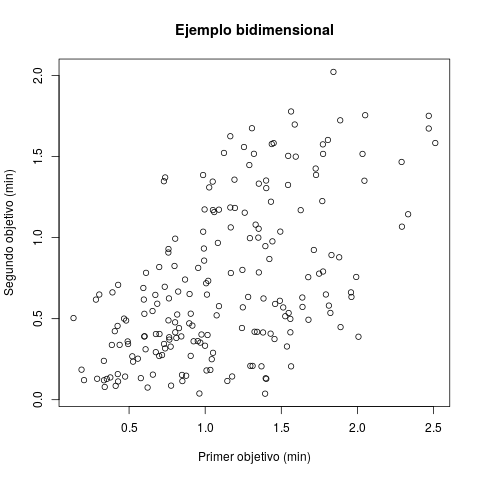 Ejemplo bidimensional
Segundo objetivo (min)
2.0
1.5
1.0
0.5
0.0
0.5 1.0 1.5 2.0 2.5
Primer objetivo (min)